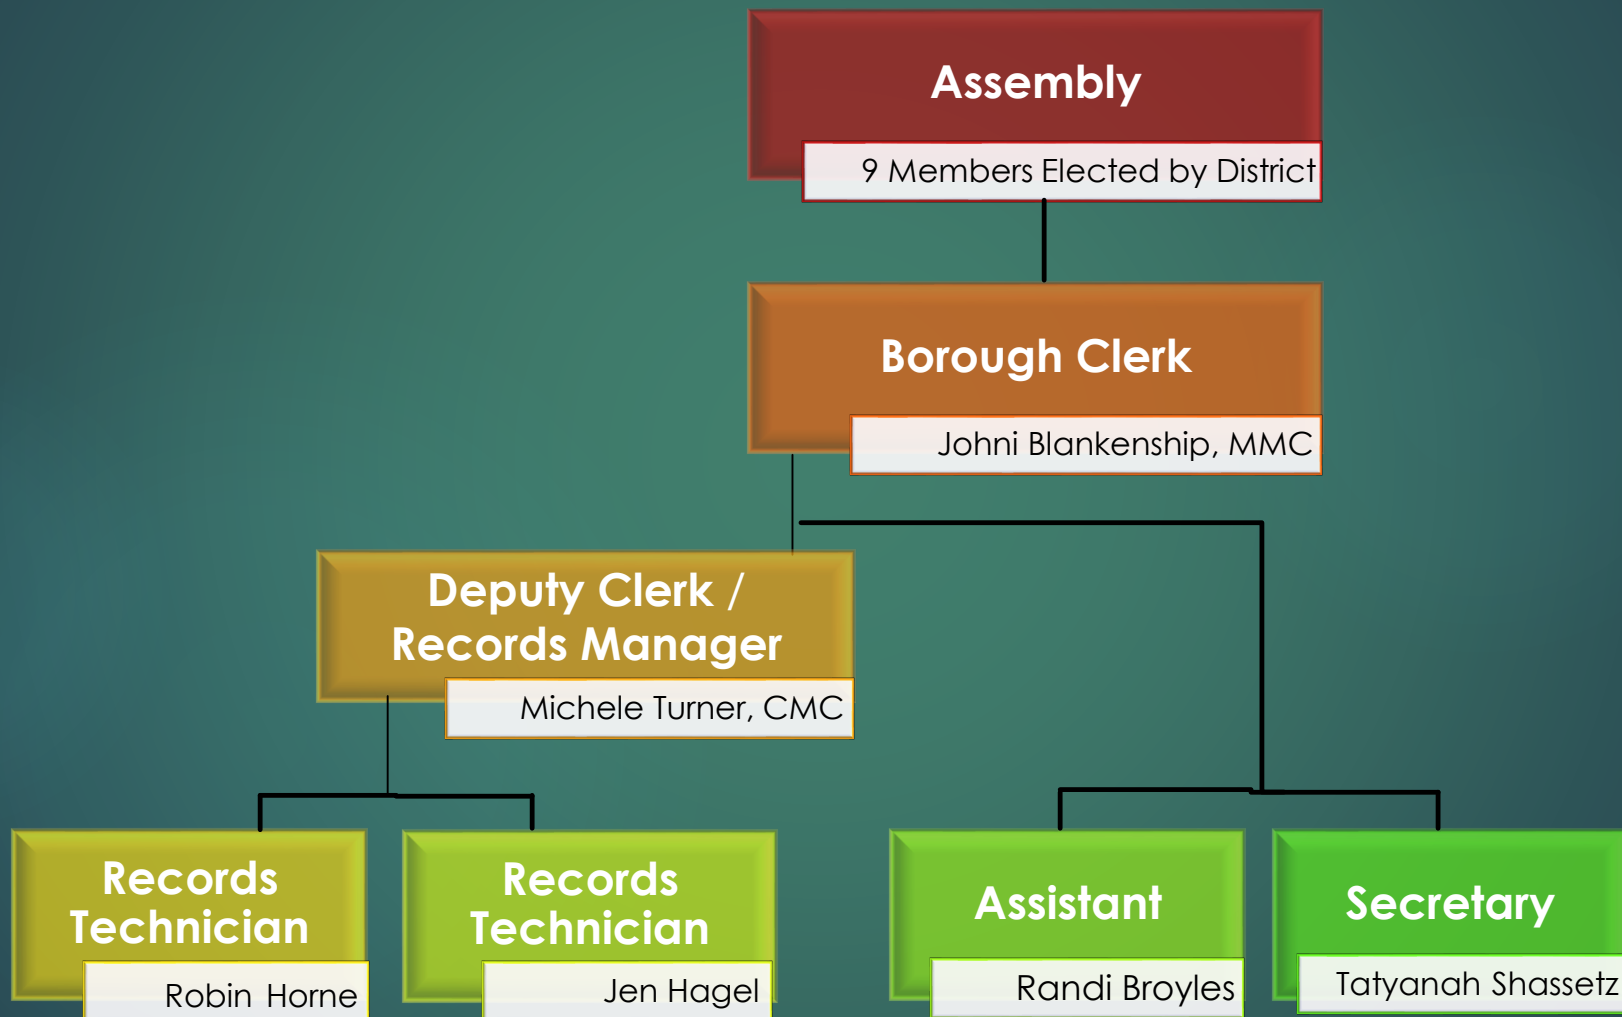 Assembly
9 Members Elected by District
Borough Clerk
Johni Blankenship, MMC
Deputy Clerk /
Records Manager
Michele Turner, CMC
Records
Technician
Robin Horne
Records
Technician
Jen Hagel
Assistant
Randi Broyles
Secretary
Tatyanah Shassetz